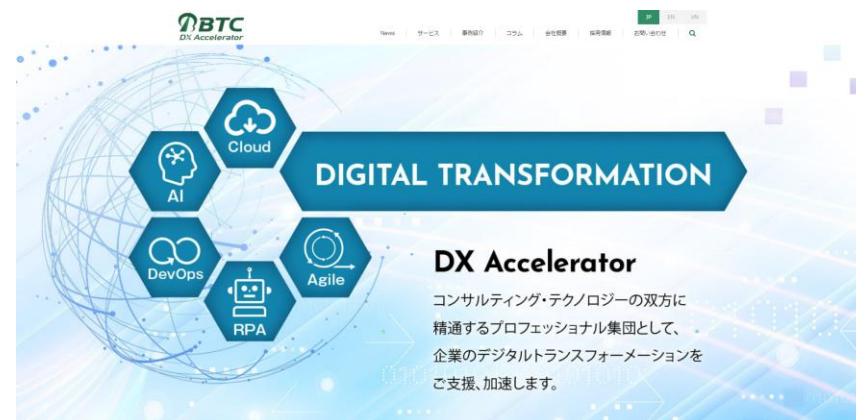 BTC
DX Accelerator
JP EN VN
News サービス 事例紹介 コラム 会社概要 採用情報 お問い合わせ
Cloud
AI
DIGITAL TRANSFORMATION
DevOps
Agile
RPA
DX Accelerator
コンサルティング・テクノロジーの双方に
精通するプロフェッショナル集団として、
企業のデジタルトランスフォーメーションを
ご支援、加速します。